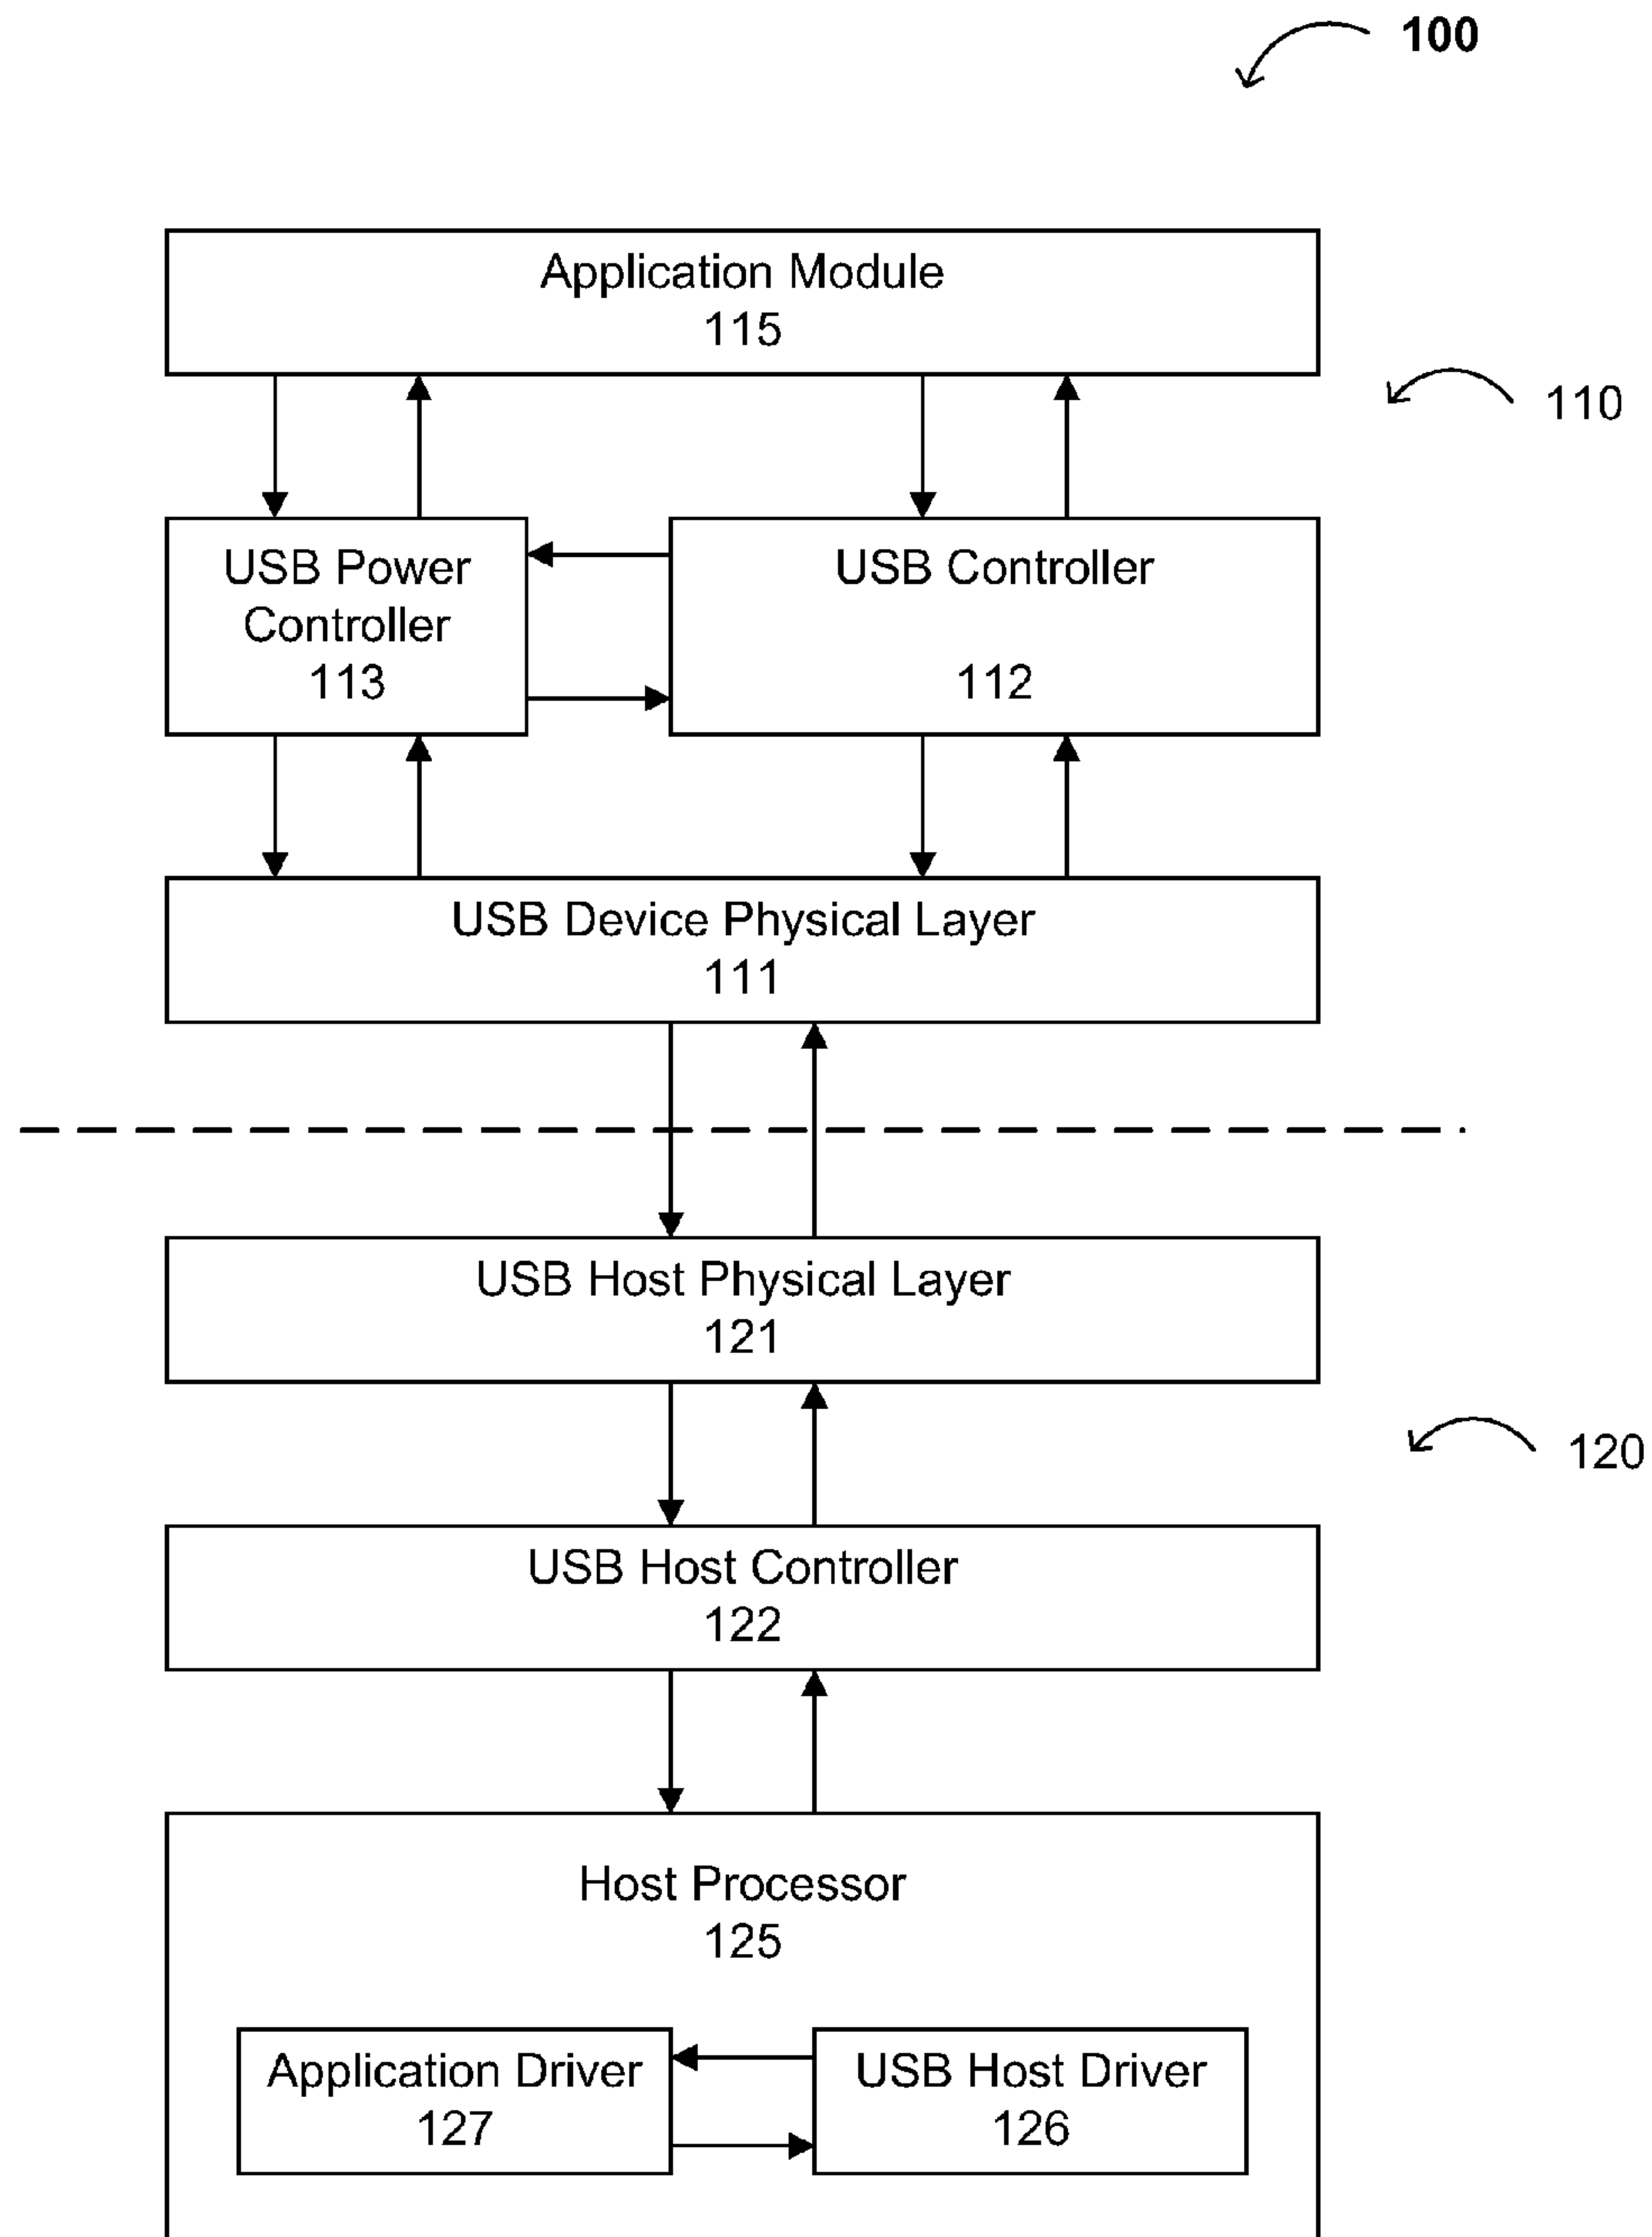 100
Application Module
115
110
USB Power
Controller
113
USB Controller
112
USB Device Physical Layer
111
USB Host Physical Layer
121
120
USB Host Controller
122
Host Processor
125
Application Driver
127
USB Host Driver
126